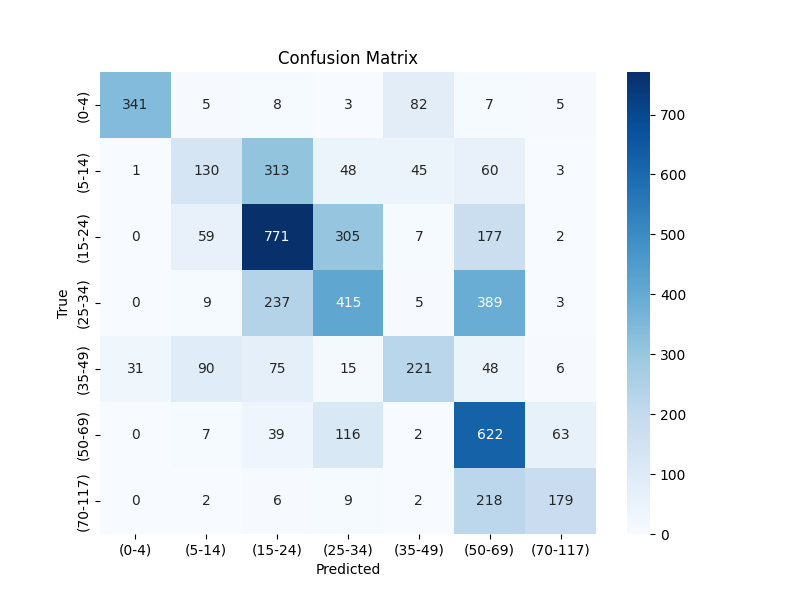 Confusion Matrix
(0-4) 341 5 8 3 82 7 5
(5-14) 1 130 313 48 45 60 3
(15-24) 0 59 771 305 7 177 2
(25-34) 0 9 237 415 5 389 3
(35-49) 31 90 75 15 221 48 6
(50-69) 0 7 39 116 2 622 63
(70-117) 0 2 6 9 2 218 179
(0-4) (5-14) (15-24) (25-34) (35-49) (50-69) (70-117)
Predicted
True
700
600
500
400
300
200
100
0